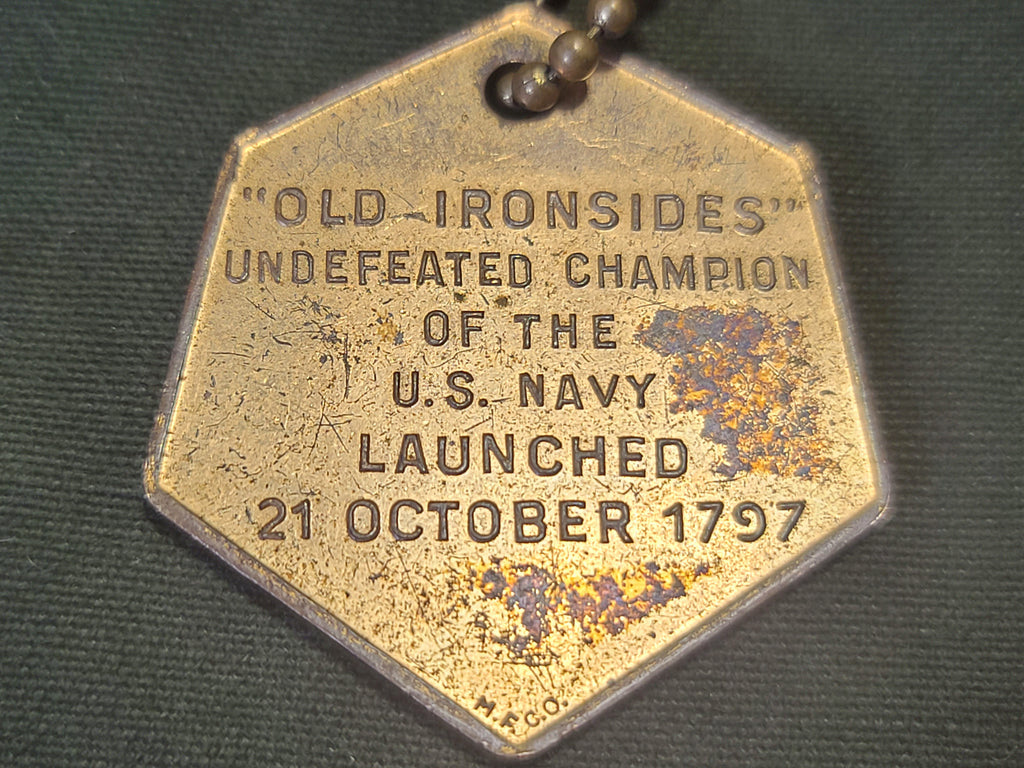 "OLD IRONSIDES"
UNDEFEATED CHAMPION
OF THE
U.S. NAVY
LAUNCHED
21 OCTOBER 1797
M.F.G.O.